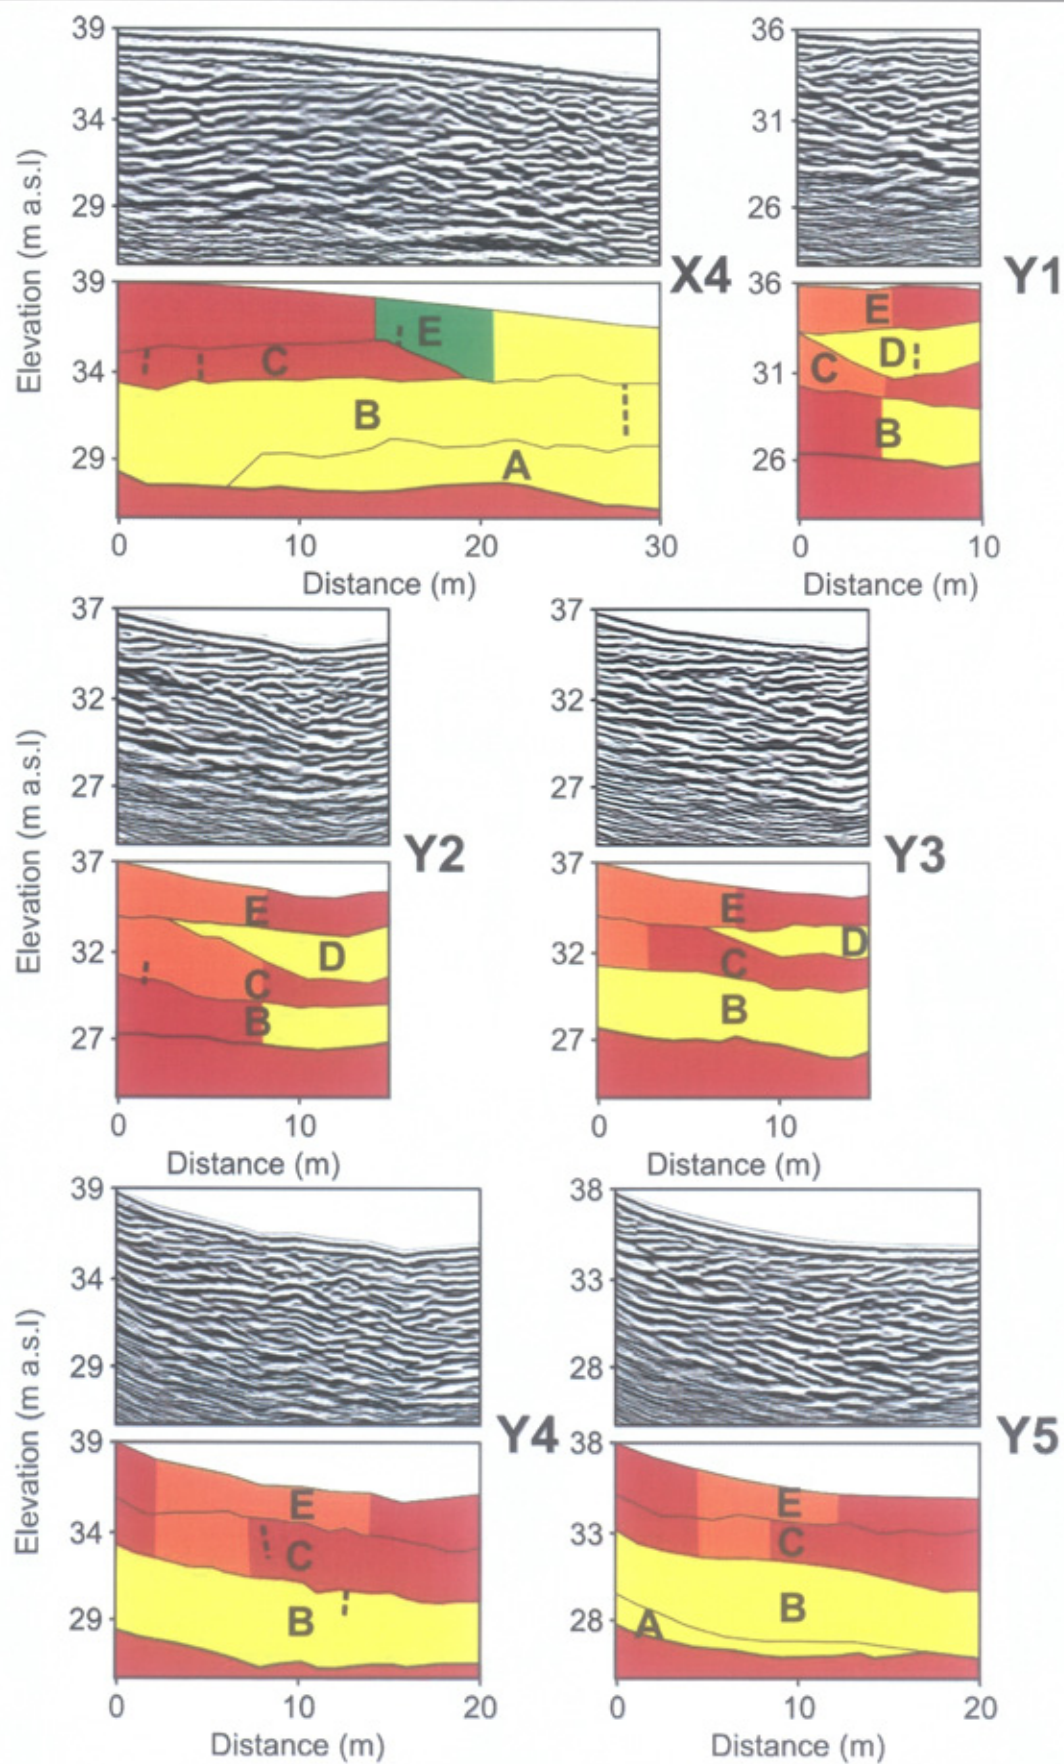 39
34
29
Elevation (m a.s.l)
X4
36
31
26
Y1
39
34
29
E
C
B
A
0 10 20 30
Distance (m)
36
31
26
E
D
C
B
0 10
Distance (m)
37
32
27
Elevation (m a.s.l)
Y2
37
32
27
Y3
37
32
27
E
D
C
B
0 10
Distance (m)
37
32
27
E
D
C
B
0 10
Distance (m)
39
34
29
Elevation (m a.s.l)
Y4
38
33
28
Y5
39
34
29
E
C
B
0 10 20
Distance (m)
38
33
28
E
C
B
A
0 10 20
Distance (m)